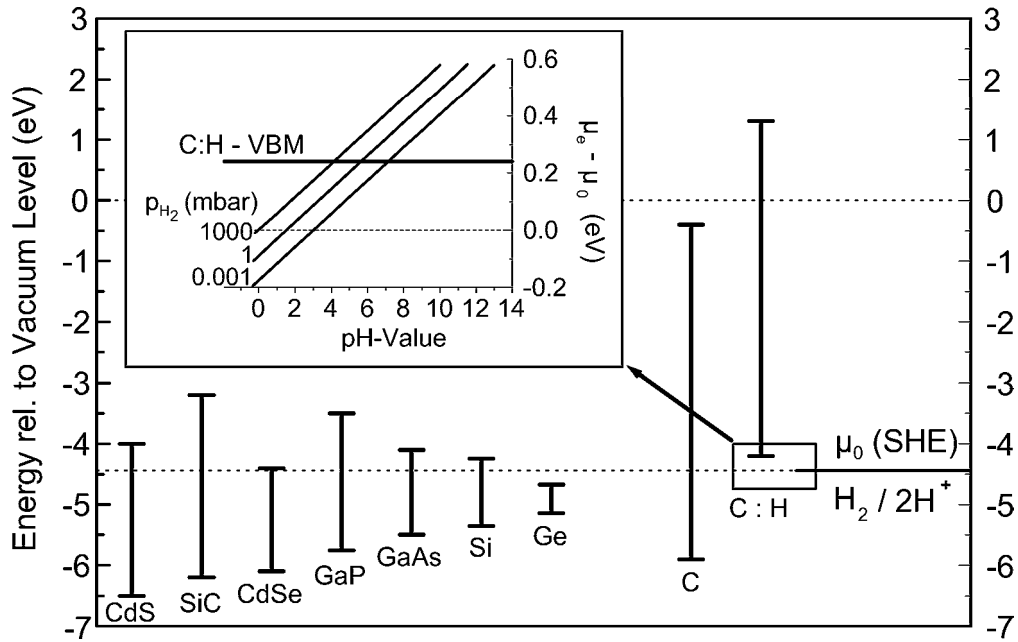 Energy rel. to Vacuum Level (eV)
3
2
1
0
-1
-2
-3
-4
-5
-6
-7
3
2
1
0
-1
-2
-3
-4
-5
-6
-7
C:H - VBM
p_H2 (mbar)
1000
1
0.001
0 2 4 6 8 10 12 14
pH-Value
0.6
0.4
0.2
0.0
-0.2
μe - μ0 (eV)
CdS
SiC
CdSe
GaP
GaAs
Si
Ge
C
C : H
μ0 (SHE)
H2 / 2H+